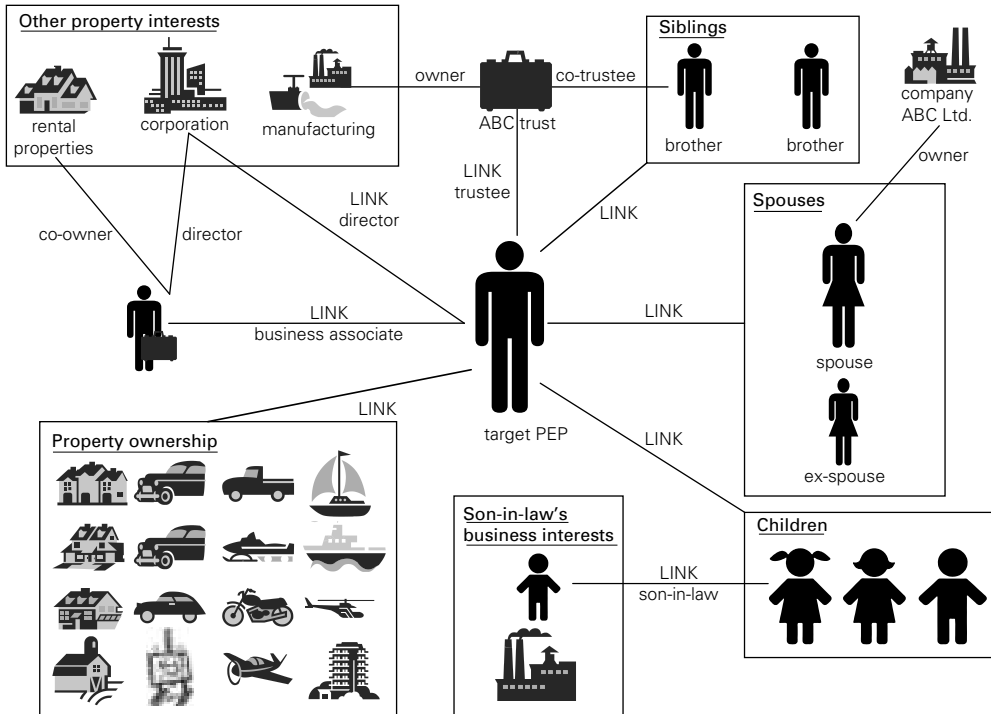 Other property interests
rental
properties
corporation
manufacturing
owner
ABC trust
co-trustee
Siblings
brother
brother
company
ABC Ltd.
owner
LINK
trustee
LINK
director
LINK
co-owner
director
LINK
business associate
Spouses
LINK
spouse
ex-spouse
target PEP
LINK
LINK
Property ownership
Son-in-law's
business interests
LINK
son-in-law
Children